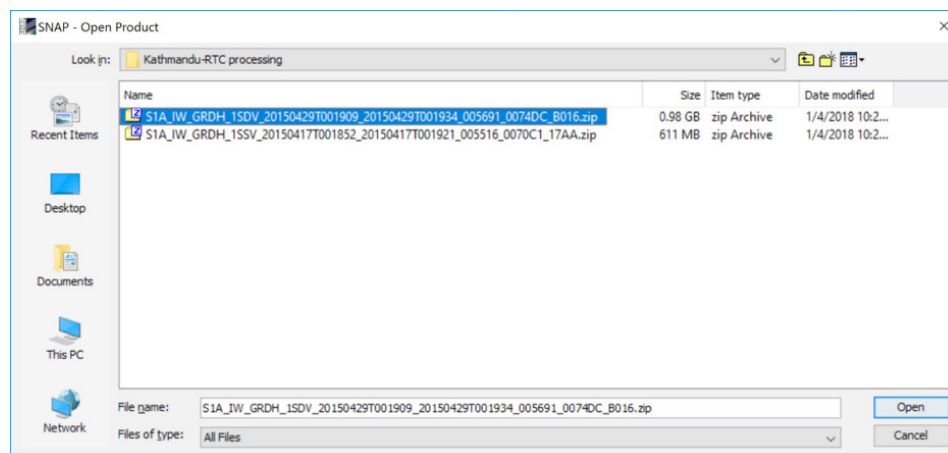 SNAP - Open Product
Look in: Kathmandu-RTC processing
Name Size Item type Date modified
S1A_IW_GRDH_1SDV_20150429T001909_20150429T001934_005691_0074DC_B016.zip 0.98 GB zip Archive 1/4/2018 10:2...
S1A_IW_GRDH_1SSV_20150417T001852_20150417T001921_005516_0070C1_17AA.zip 611 MB zip Archive 1/4/2018 10:2...
Recent Items
Desktop
Documents
This PC
Network
File name: S1A_IW_GRDH_1SDV_20150429T001909_20150429T001934_005691_0074DC_B016.zip Open
Files of type: All Files Cancel